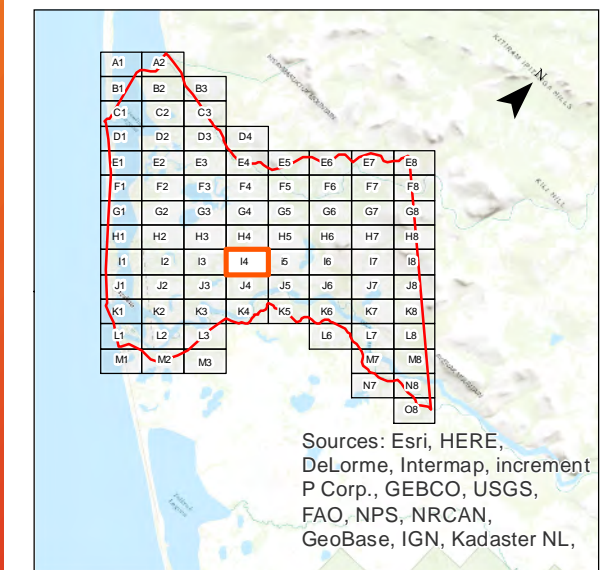 KITIRAM IPITINGA HILLS
N
A1 A2
B1 B2 B3
C1 C2 C3
D1 D2 D3 D4
E1 E2 E3 E4 E5 E6 E7 E8
F1 F2 F3 F4 F5 F6 F7 F8
KILL HILL
G1 G2 G3 G4 G5 G6 G7 G8
H1 H2 H3 H4 H5 H6 H7 H8
I1 I2 I3 I4 I5 I6 I7 I8
J1 J2 J3 J4 J5 J6 J7 J8
K1 K2 K3 K4 K5 K6 K7 K8
L1 L2 L3 L6 L7 L8
M1 M2 M3 M7 M8
N7 N8
O8
Sources: Esri, HERE,
DeLorme, Intermap, increment
P Corp., GEBCO, USGS,
FAO, NPS, NRCAN,
GeoBase, IGN, Kadaster NL,